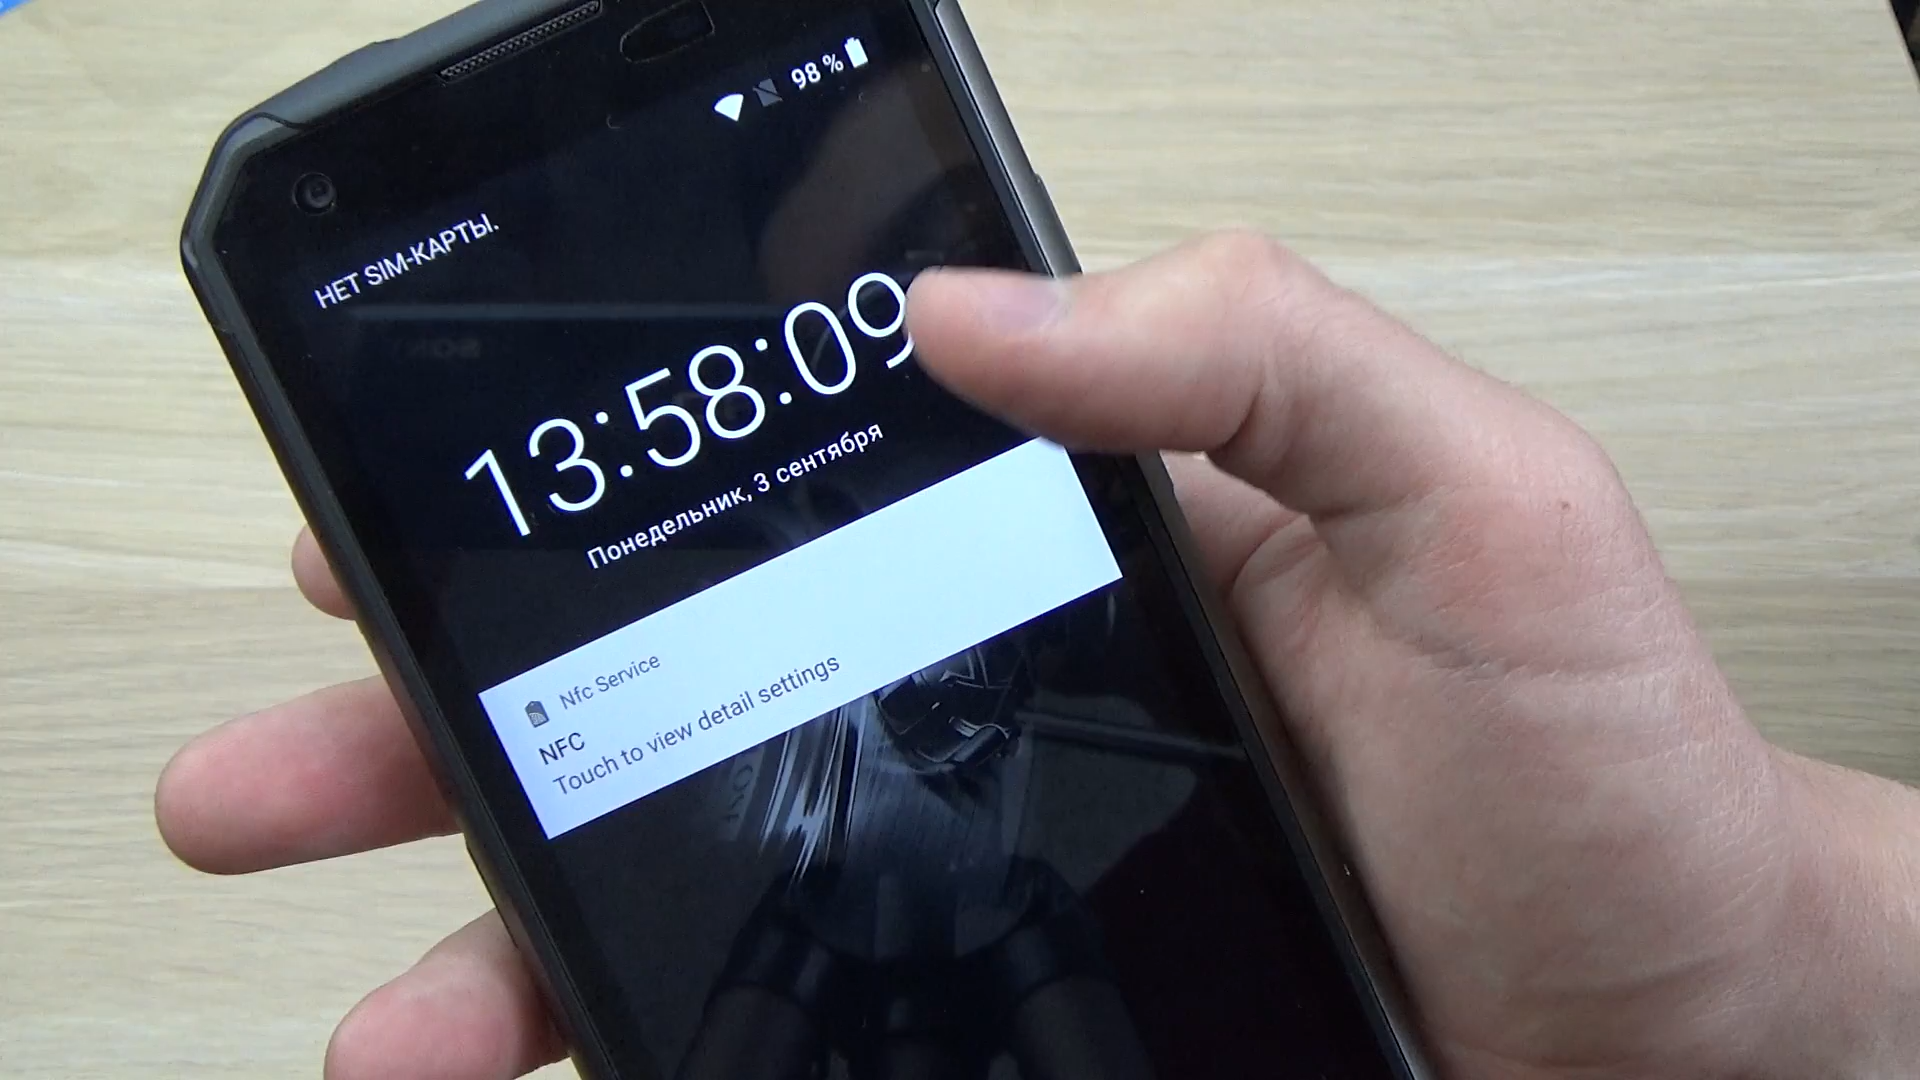 98 %
НЕТ SIM-КАРТЫ.
13:58:09
Понедельник, 3 сентября
Nfc Service
NFC
Touch to view detail settings